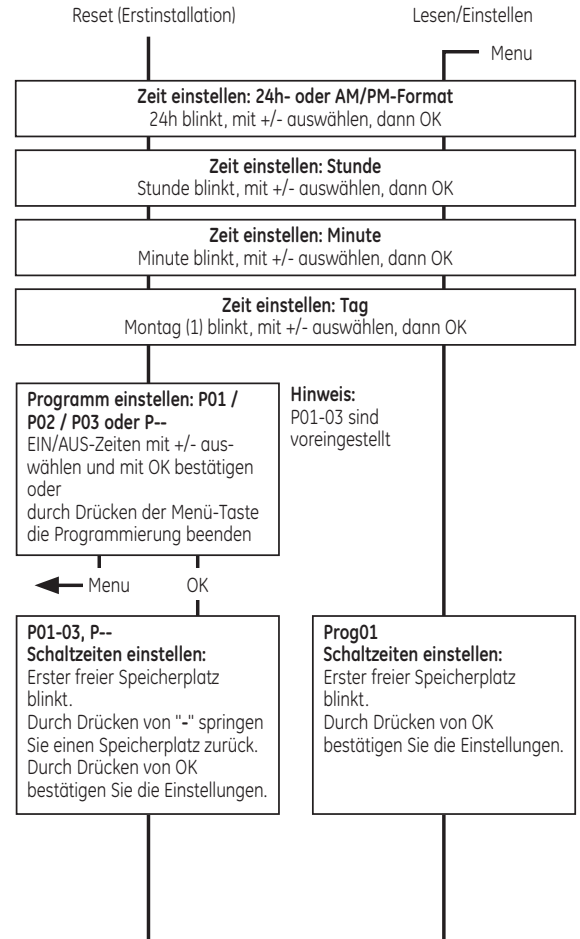 Reset (Erstinstallation)
Lesen/Einstellen
Menu
Zeit einstellen: 24h- oder AM/PM-Format
24h blinkt, mit +/- auswählen, dann OK
Zeit einstellen: Stunde
Stunde blinkt, mit +/- auswählen, dann OK
Zeit einstellen: Minute
Minute blinkt, mit +/- auswählen, dann OK
Zeit einstellen: Tag
Montag (1) blinkt, mit +/- auswählen, dann OK
Programm einstellen: P01 /
P02 / P03 oder P--
EIN/AUS-Zeiten mit +/- aus-
wählen und mit OK bestätigen
oder
durch Drücken der Menü-Taste
die Programmierung beenden
Hinweis:
P01-03 sind
voreingestellt
Menu
OK
P01-03, P--
Schaltzeiten einstellen:
Erster freier Speicherplatz
blinkt.
Durch Drücken von "-" springen
Sie einen Speicherplatz zurück.
Durch Drücken von OK
bestätigen Sie die Einstellungen.
Prog01
Schaltzeiten einstellen:
Erster freier Speicherplatz
blinkt.
Durch Drücken von OK
bestätigen Sie die Einstellungen.